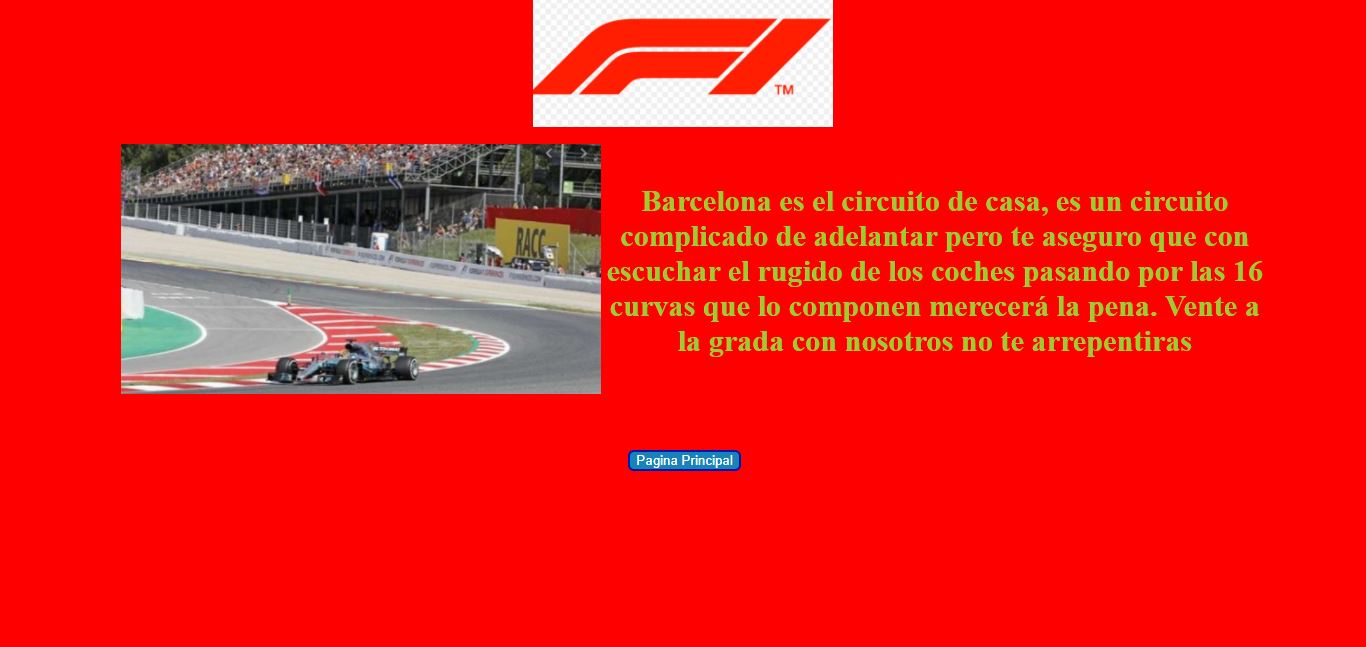 F1
TM
RACC
Barcelona es el circuito de casa, es un circuito
complicado de adelantar pero te aseguro que con
escuchar el rugido de los coches pasando por las 16
curvas que lo componen merecerá la pena. Vente a
la grada con nosotros no te arrepentiras
Pagina Principal